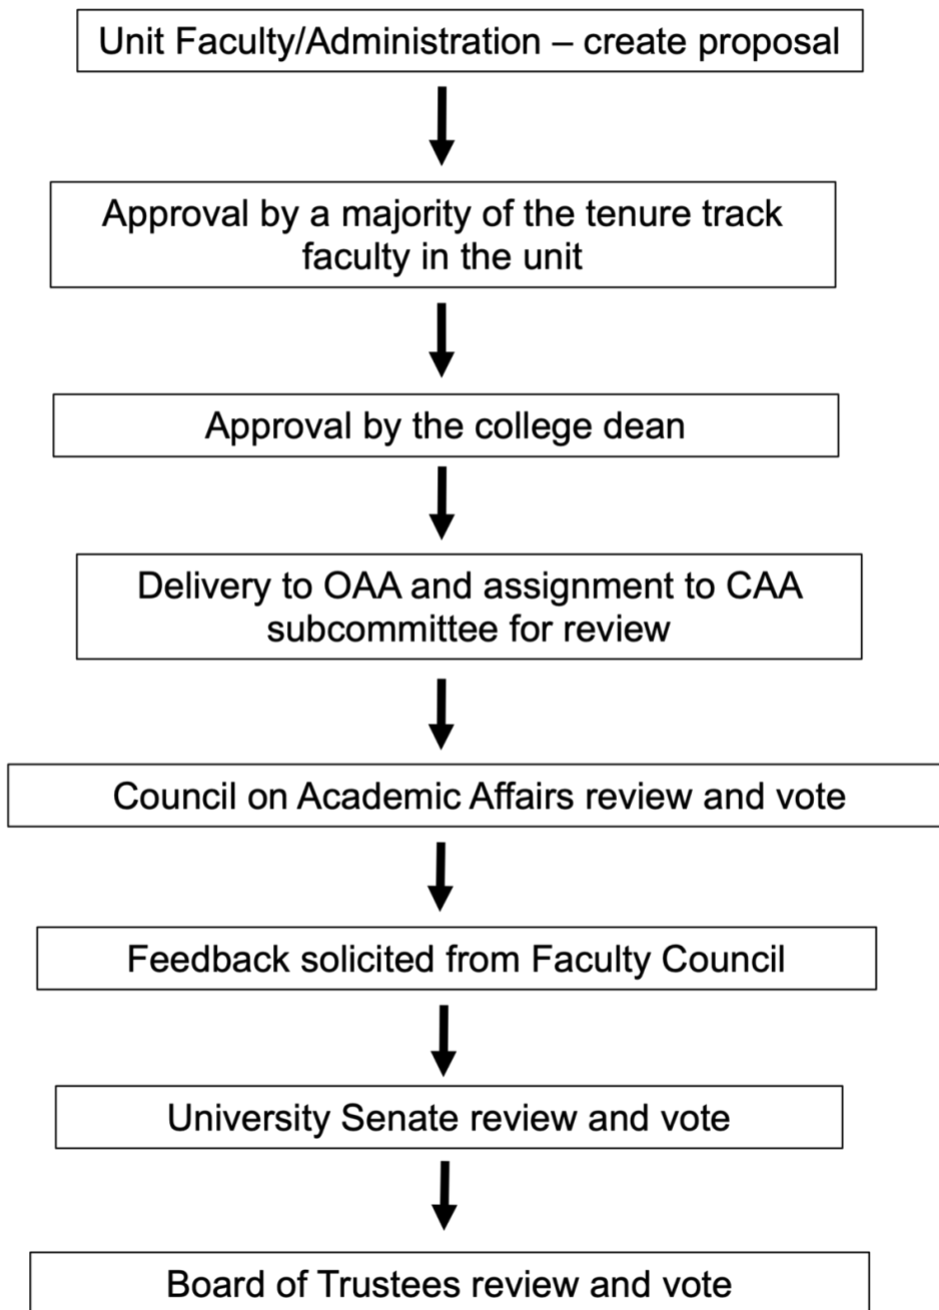 Unit Faculty/Administration – create proposal
Approval by a majority of the tenure track
faculty in the unit
Approval by the college dean
Delivery to OAA and assignment to CAA
subcommittee for review
Council on Academic Affairs review and vote
Feedback solicited from Faculty Council
University Senate review and vote
Board of Trustees review and vote